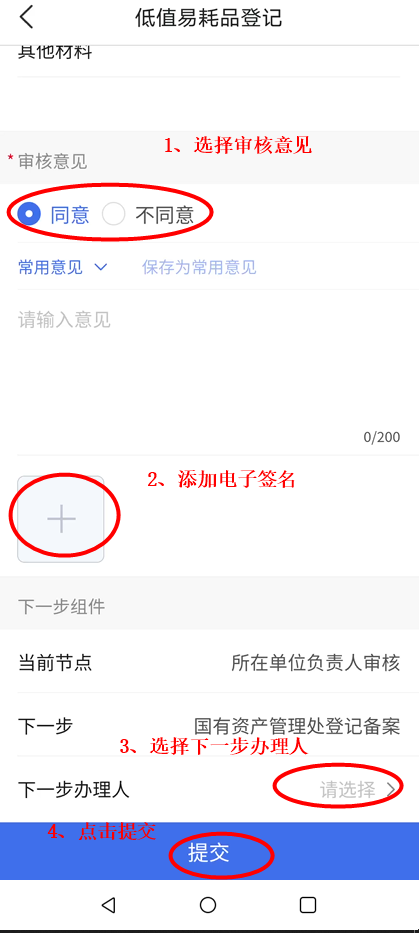 低值易耗品登记
其他材料
1、选择审核意见
*审核意见
同意 不同意
常用意见 保存为常用意见
请输入意见
0/200
2、添加电子签名
下一步组件
当前节点 所在单位负责人审核
下一步 国有资产管理处登记备案
3、选择下一步办理人
下一步办理人 请选择
4、点击提交
提交